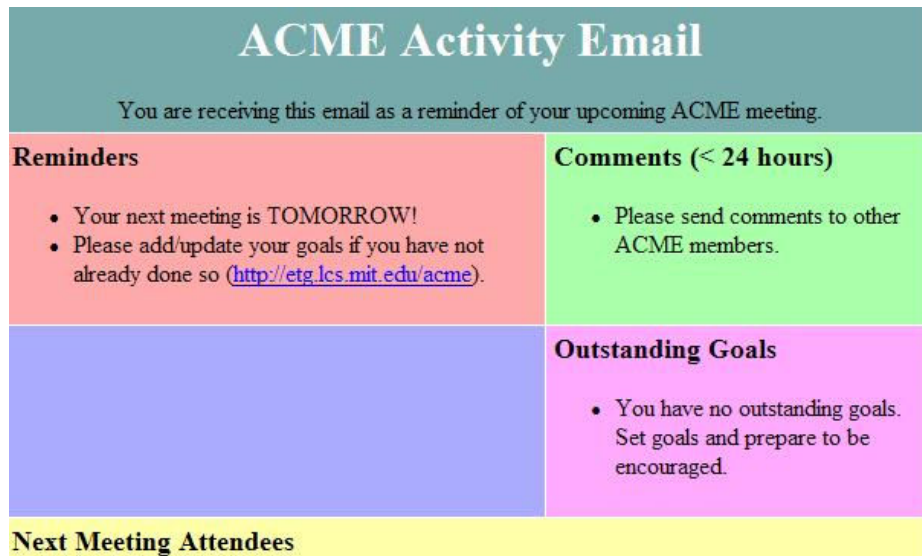 ACME Activity Email
You are receiving this email as a reminder of your upcoming ACME meeting.
Reminders
• Your next meeting is TOMORROW!
• Please add/update your goals if you have not
already done so (http://etg.lcs.mit.edu/acme).
Comments (< 24 hours)
• Please send comments to other
ACME members.
Outstanding Goals
• You have no outstanding goals.
Set goals and prepare to be
encouraged.
Next Meeting Attendees